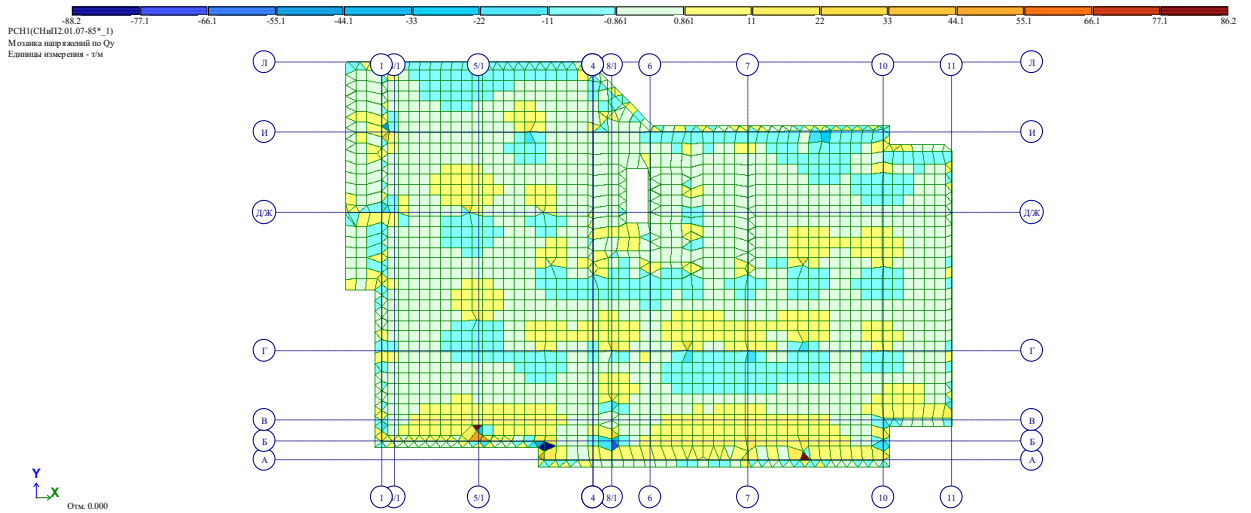 -88.2 -77.1 -66.1 -55.1 -44.1 -33 -22 -11 -0.861 0.861 11 22 33 44.1 55.1 66.1 77.1 86.2
РСН1(СНиП2.01.07-85*_1)
Мозаика напряжений по Qy
Единицы измерения - т/м
Л 1 /1 5/1 4 8/1 6 7 10 11 Л
И И
Д/Ж Д/Ж
Г Г
В В
Б Б
А А
Y
X
1 /1 5/1 4 8/1 6 7 10 11
Отм. 0.000